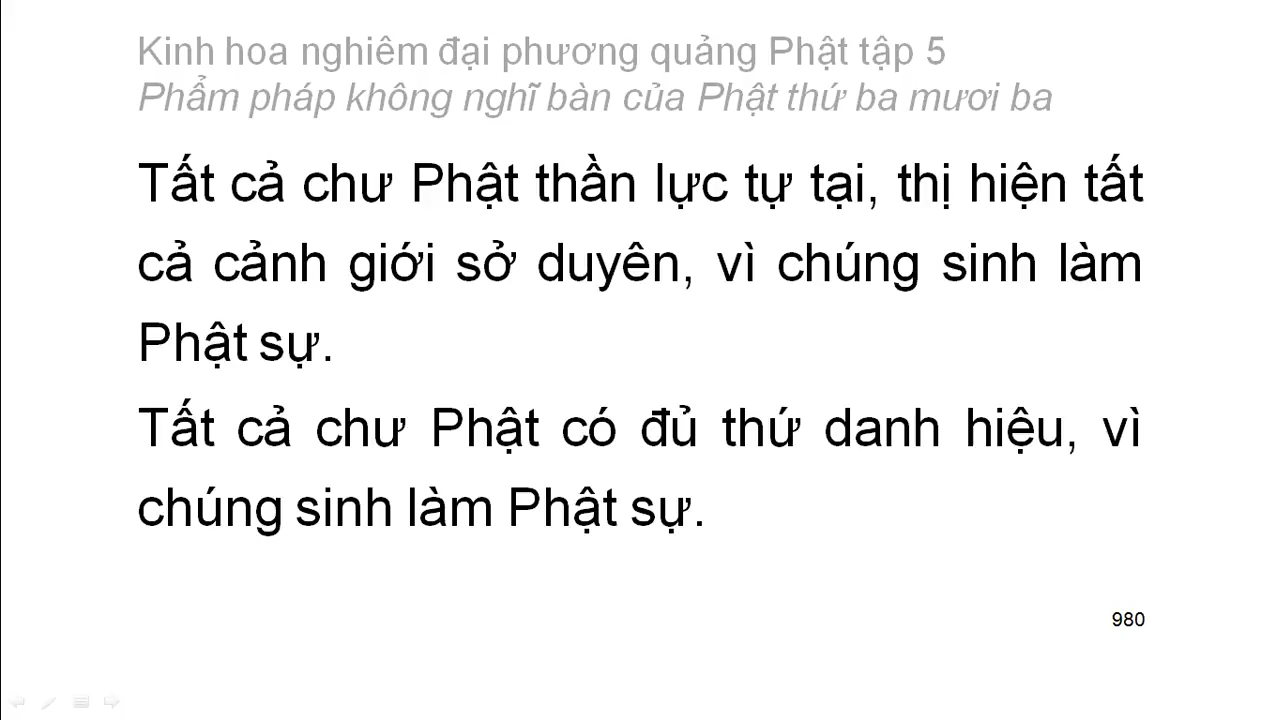 Kinh hoa nghiêm đại phương quảng Phật tập 5
Phẩm pháp không nghĩ bàn của Phật thứ ba mươi ba
Tất cả chư Phật thần lực tự tại, thị hiện tất
cả cảnh giới sở duyên, vì chúng sinh làm
Phật sự.
Tất cả chư Phật có đủ thứ danh hiệu, vì
chúng sinh làm Phật sự.
980